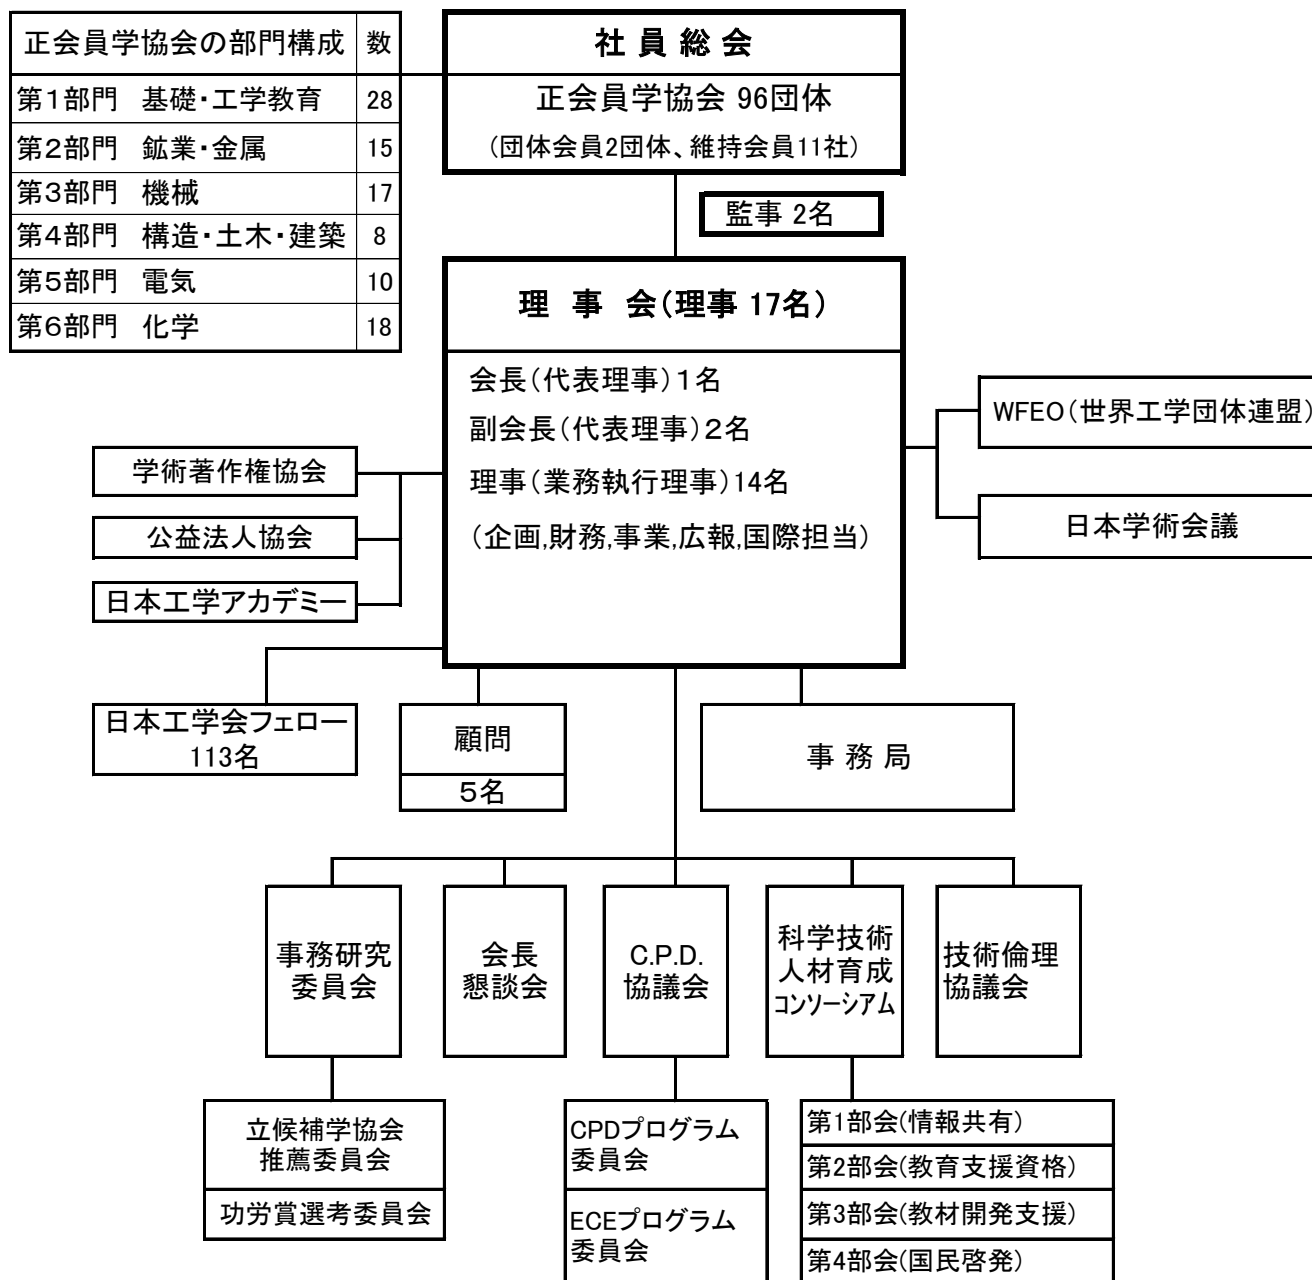 正会員学協会の部門構成 数
第1部門 基礎・工学教育 28
第2部門 鉱業・金属 15
第3部門 機械 17
第4部門 構造・土木・建築 8
第5部門 電気 10
第6部門 化学 18
社 員 総 会
正会員学協会 96団体
(団体会員2団体、維持会員11社)
監事 2名
理 事 会(理事 17名)
会長(代表理事)1名
副会長(代表理事)2名
理事(業務執行理事)14名
(企画,財務,事業,広報,国際担当)
WFEO(世界工学団体連盟)
日本学術会議
学術著作権協会
公益法人協会
日本工学アカデミー
日本工学会フェロー
113名
顧問
5名
事 務 局
事務研究
委員会
会長
懇談会
C.P.D.
協議会
科学技術
人材育成
コンソーシアム
技術倫理
協議会
立候補学協会
推薦委員会
功労賞選考委員会
CPDプログラム
委員会
ECEプログラム
委員会
第1部会(情報共有)
第2部会(教育支援資格)
第3部会(教材開発支援)
第4部会(国民啓発)